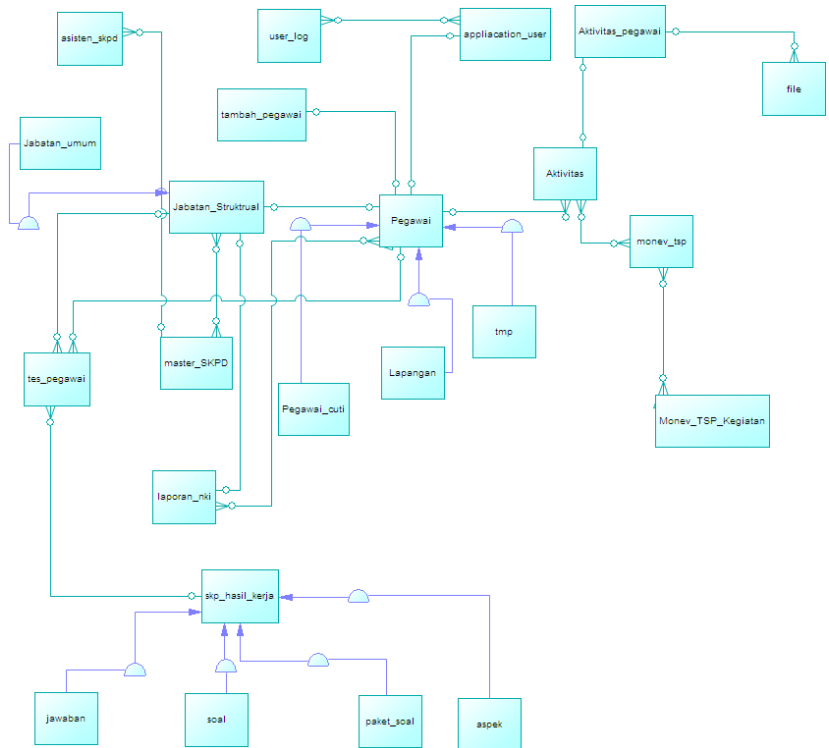 asisten_skpd
user_log
appliacation_user
Aktivitas_pegawai
file
tambah_pegawai
Jabatan_umum
Aktivitas
Jabatan_Struktrual
Pegawai
monev_tsp
tmp
tes_pegawai
master_SKPD
Lapangan
Pegawai_cuti
Monev_TSP_Kegiatan
laporan_nki
skp_hasil_kerja
jawaban
soal
paket_soal
aspek